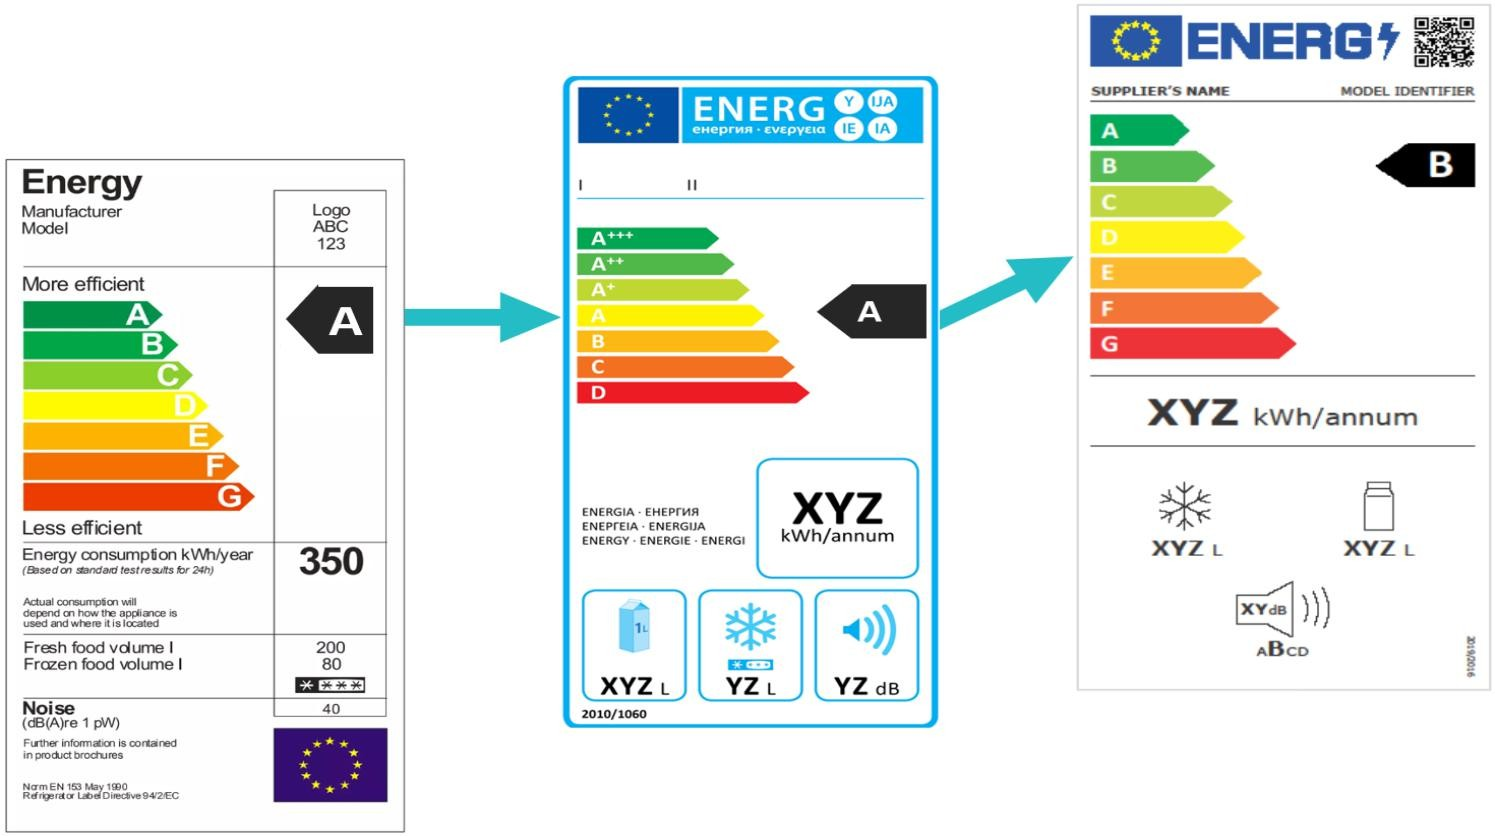 Energy
Manufacturer
Model
Logo
ABC
123
More efficient
A
B
C
D
E
F
G
A
Less efficient
Energy consumption kWh/year
(Based on standard test results for 24h)
350
Actual consumption will
depend on how the appliance is
used and where it is located
Fresh food volume l
200
Frozen food volume l
80
Noise
(dB(A)re 1 pW)
40
Further information is contained
in product brochures
Norm EN 153 May 1990
Refrigerator Label Directive 94/2/EC
ENERG Y IJA
енергия · ενεργεια IE IA
I II
A+++
A++
A+
A
B
C
D
A
ENERGIA · ЕНЕРГИЯ
ΕΝΕΡΓΕΙΑ · ENERGIJA
ENERGY · ENERGIE · ENERGI
XYZ
kWh/annum
1L
XYZ L
YZ L
YZ dB
2010/1060
ENERG
SUPPLIER'S NAME MODEL IDENTIFIER
A
B
C
D
E
F
G
B
XYZ kWh/annum
XYZ L
XYZ L
XY dB
ABCD
2019/2016